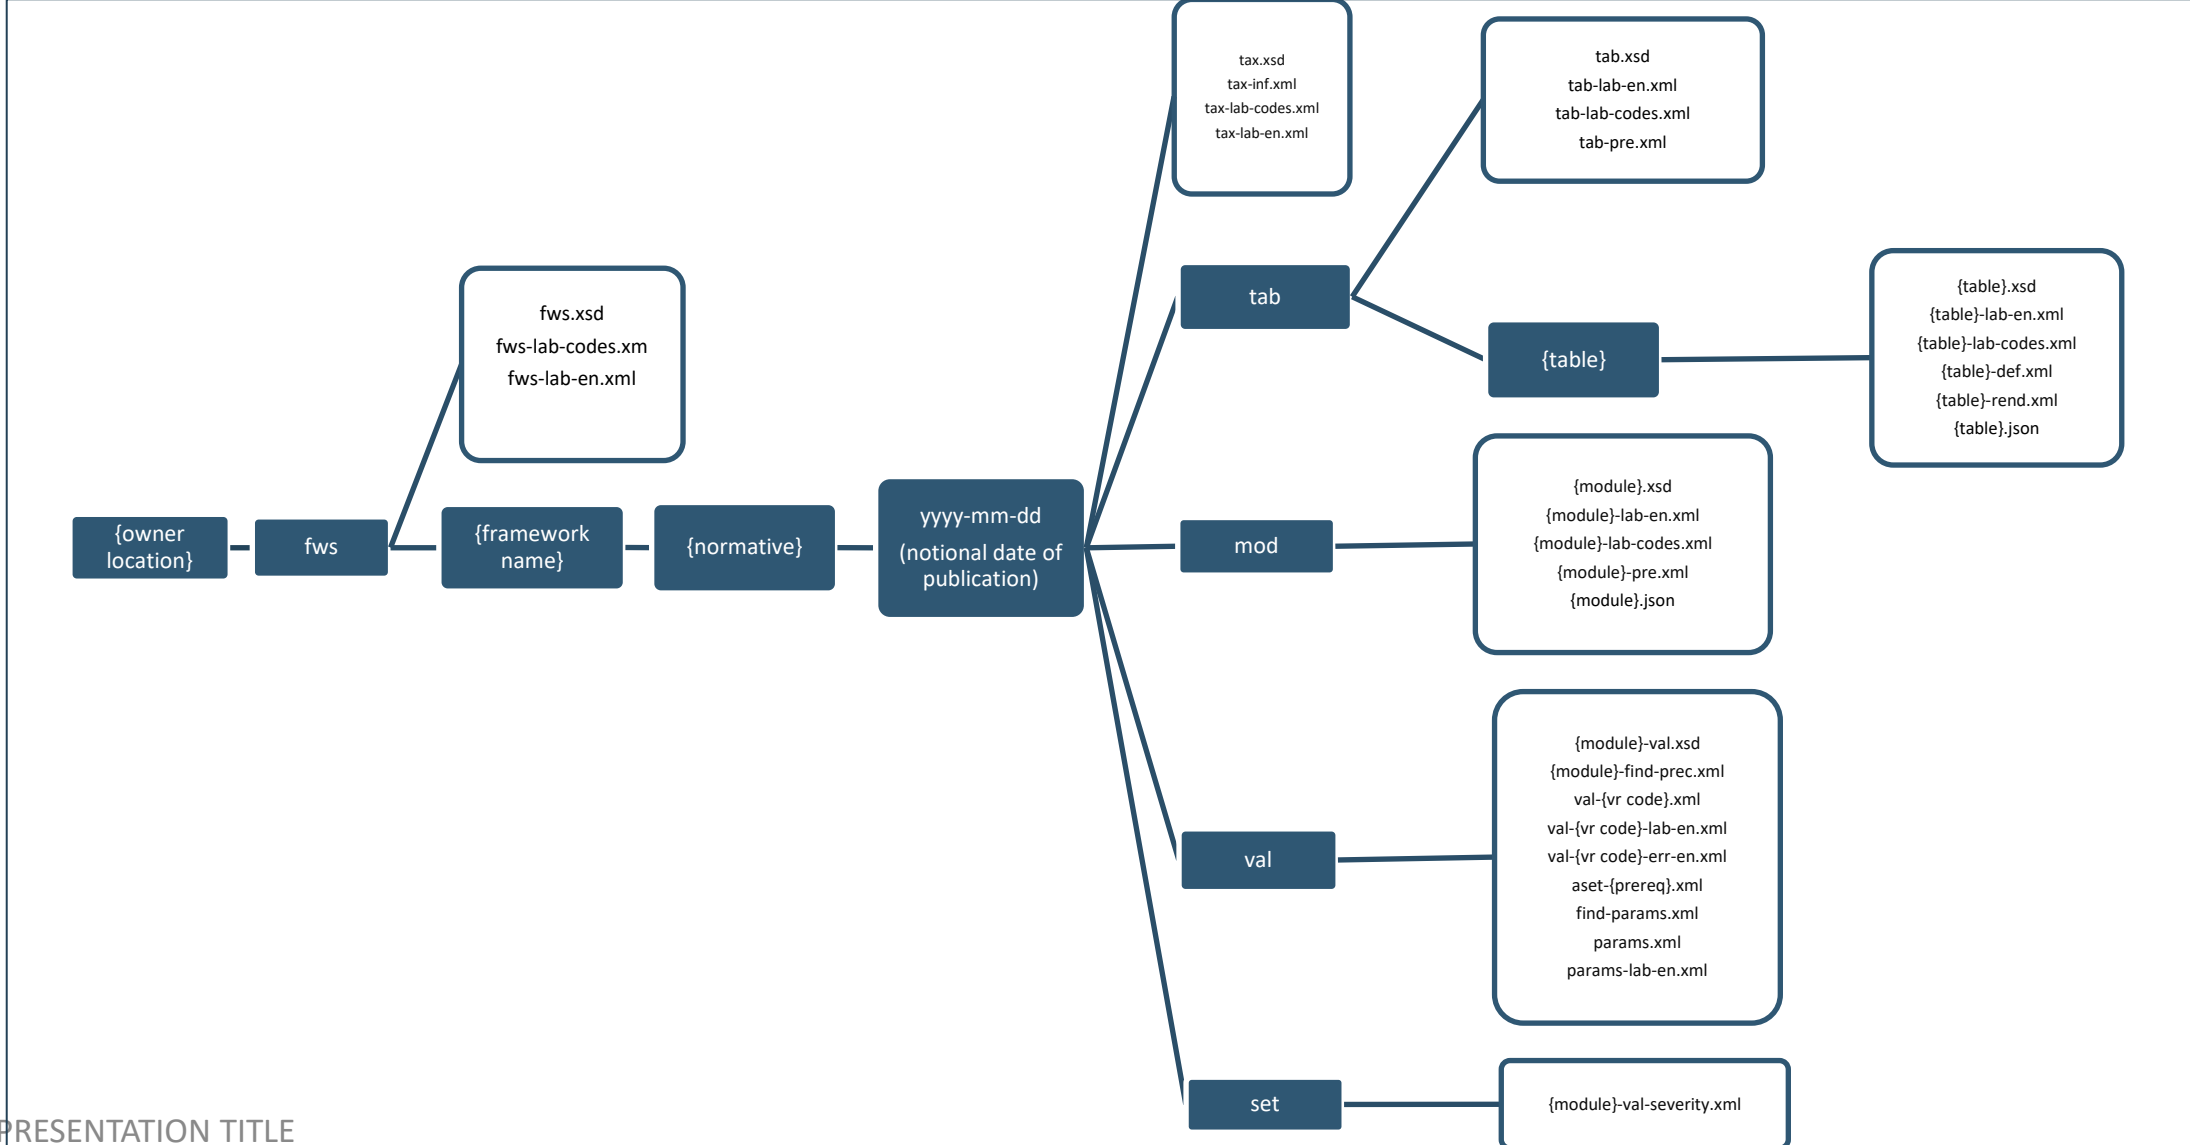 tax.xsd
tax-inf.xml
tax-lab-codes.xml
tax-lab-en.xml
tab.xsd
tab-lab-en.xml
tab-lab-codes.xml
tab-pre.xml
tab
{table}
{table}.xsd
{table}-lab-en.xml
{table}-lab-codes.xml
{table}-def.xml
{table}-rend.xml
{table}.json
fws.xsd
fws-lab-codes.xm
fws-lab-en.xml
{owner
location}
fws
{framework
name}
{normative}
yyyy-mm-dd
(notional date of
publication)
mod
{module}.xsd
{module}-lab-en.xml
{module}-lab-codes.xml
{module}-pre.xml
{module}.json
val
{module}-val.xsd
{module}-find-prec.xml
val-{vr code}.xml
val-{vr code}-lab-en.xml
val-{vr code}-err-en.xml
aset-{prereq}.xml
find-params.xml
params.xml
params-lab-en.xml
set
{module}-val-severity.xml
PRESENTATION TITLE